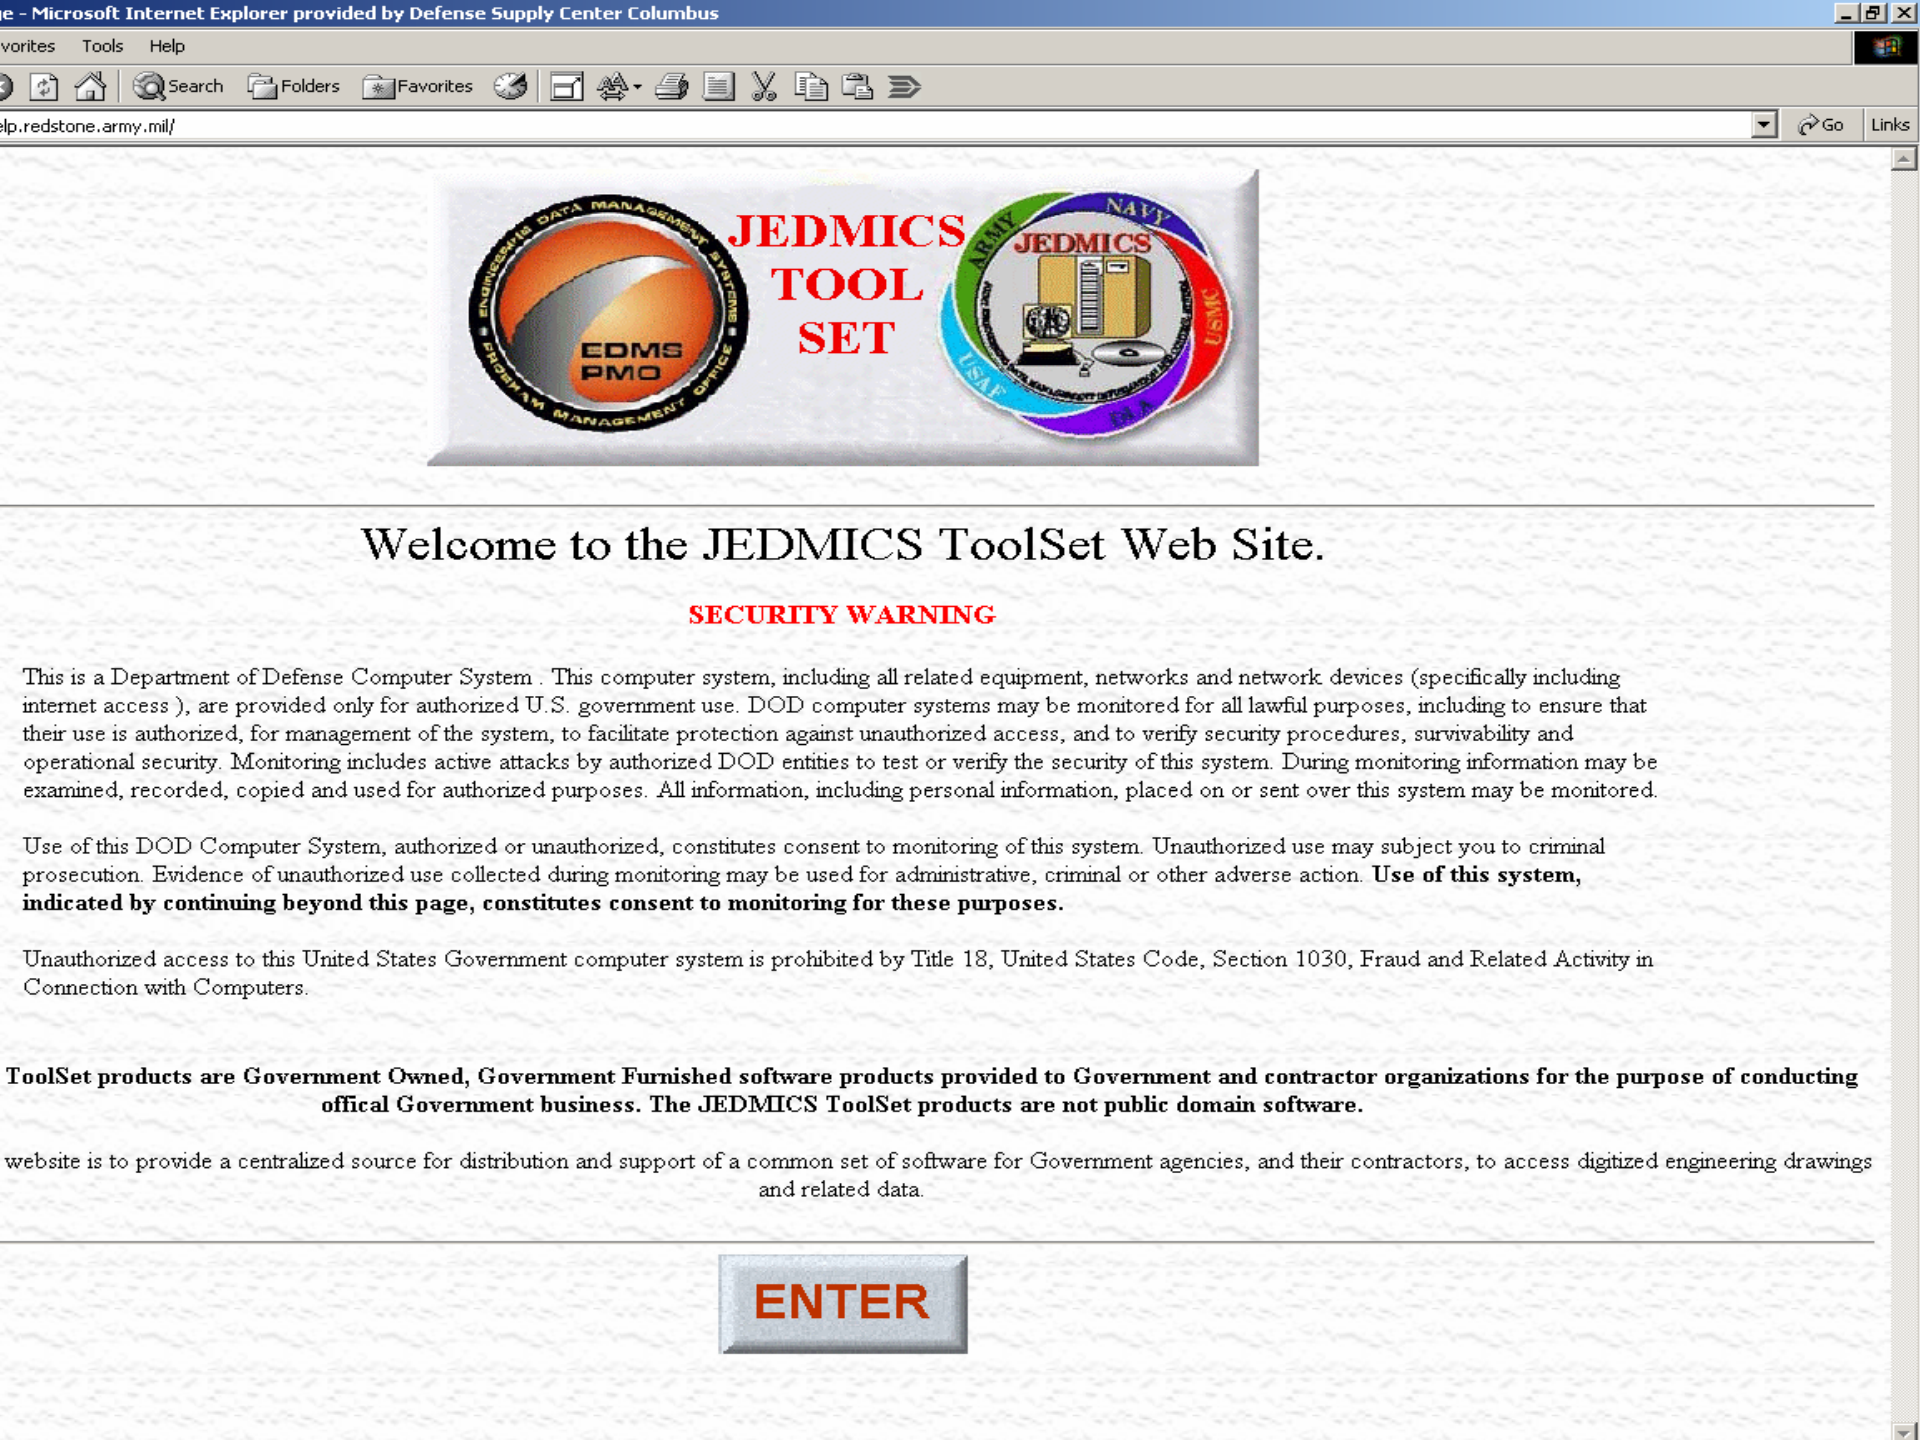 ge - Microsoft Internet Explorer provided by Defense Supply Center Columbus
vorites Tools Help
Search Folders Favorites
elp.redstone.army.mil/
Go Links
ENGINEERING DATA MANAGEMENT SYSTEMS
EDMS
PMO
PROGRAM MANAGEMENT OFFICE
JEDMICS
TOOL
SET
ARMY
NAVY
USMC
DLA
USAF
JEDMICS
Welcome to the JEDMICS ToolSet Web Site.
SECURITY WARNING
This is a Department of Defense Computer System . This computer system, including all related equipment, networks and network devices (specifically including
internet access ), are provided only for authorized U.S. government use. DOD computer systems may be monitored for all lawful purposes, including to ensure that
their use is authorized, for management of the system, to facilitate protection against unauthorized access, and to verify security procedures, survivability and
operational security. Monitoring includes active attacks by authorized DOD entities to test or verify the security of this system. During monitoring information may be
examined, recorded, copied and used for authorized purposes. All information, including personal information, placed on or sent over this system may be monitored.
Use of this DOD Computer System, authorized or unauthorized, constitutes consent to monitoring of this system. Unauthorized use may subject you to criminal
prosecution. Evidence of unauthorized use collected during monitoring may be used for administrative, criminal or other adverse action. Use of this system,
indicated by continuing beyond this page, constitutes consent to monitoring for these purposes.
Unauthorized access to this United States Government computer system is prohibited by Title 18, United States Code, Section 1030, Fraud and Related Activity in
Connection with Computers.
ToolSet products are Government Owned, Government Furnished software products provided to Government and contractor organizations for the purpose of conducting
offical Government business. The JEDMICS ToolSet products are not public domain software.
website is to provide a centralized source for distribution and support of a common set of software for Government agencies, and their contractors, to access digitized engineering drawings
and related data.
ENTER